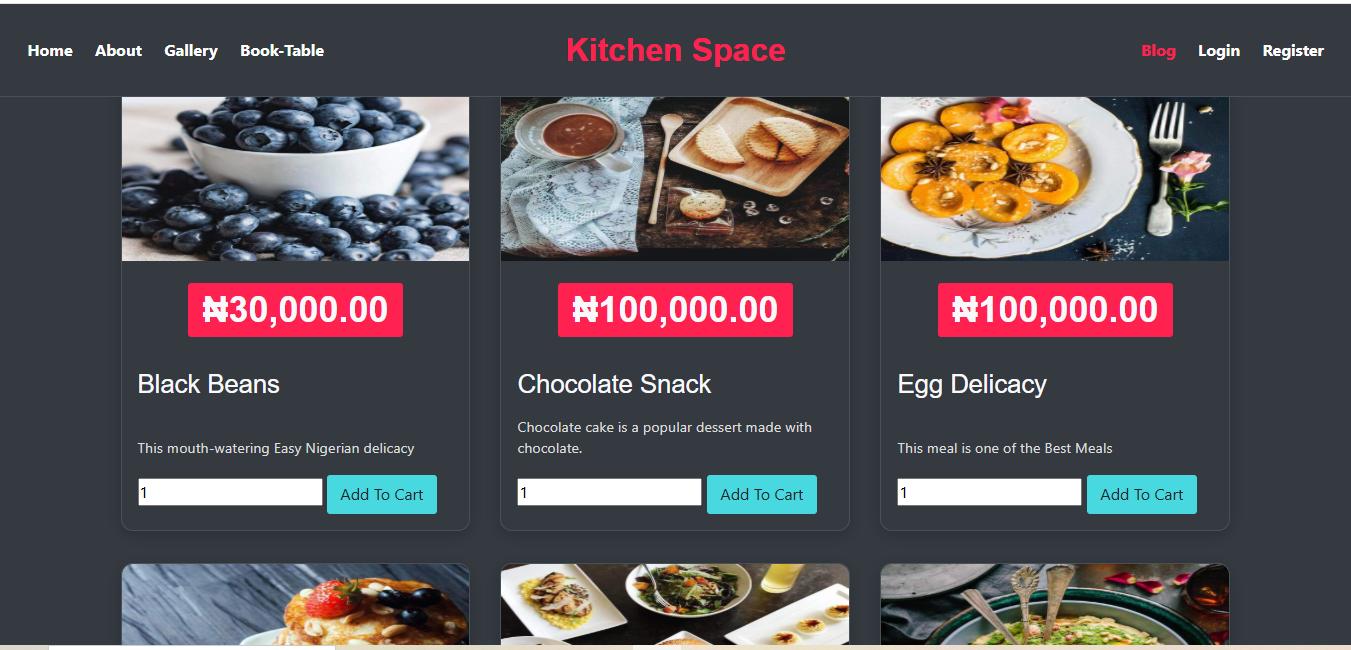 Home About Gallery Book-Table Kitchen Space Blog Login Register
₦30,000.00 ₦100,000.00 ₦100,000.00
Black Beans Chocolate Snack Egg Delicacy
This mouth-watering Easy Nigerian delicacy
Chocolate cake is a popular dessert made with
chocolate.
This meal is one of the Best Meals
1 Add To Cart 1 Add To Cart 1 Add To Cart